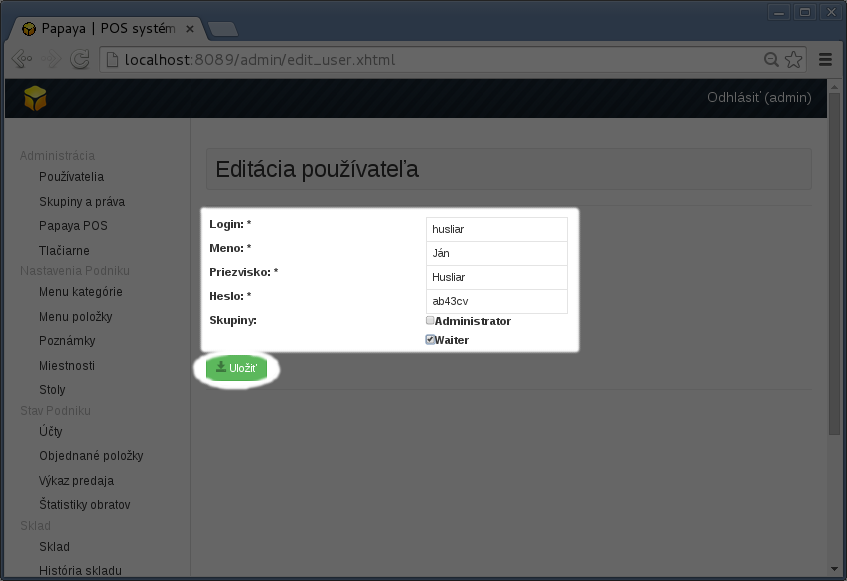 Papaya | POS systém
localhost:8089/admin/edit_user.xhtml
Odhlásiť (admin)
Administrácia
Používatelia
Skupiny a práva
Papaya POS
Tlačiarne
Nastavenia Podniku
Menu kategórie
Menu položky
Poznámky
Miestnosti
Stoly
Stav Podniku
Účty
Objednané položky
Výkaz predaja
Štatistiky obratov
Sklad
Sklad
História skladu
Editácia používateľa
Login: * husliar
Meno: * Ján
Priezvisko: * Husliar
Heslo: * ab43cv
Skupiny: Administrator
Waiter
Uložiť